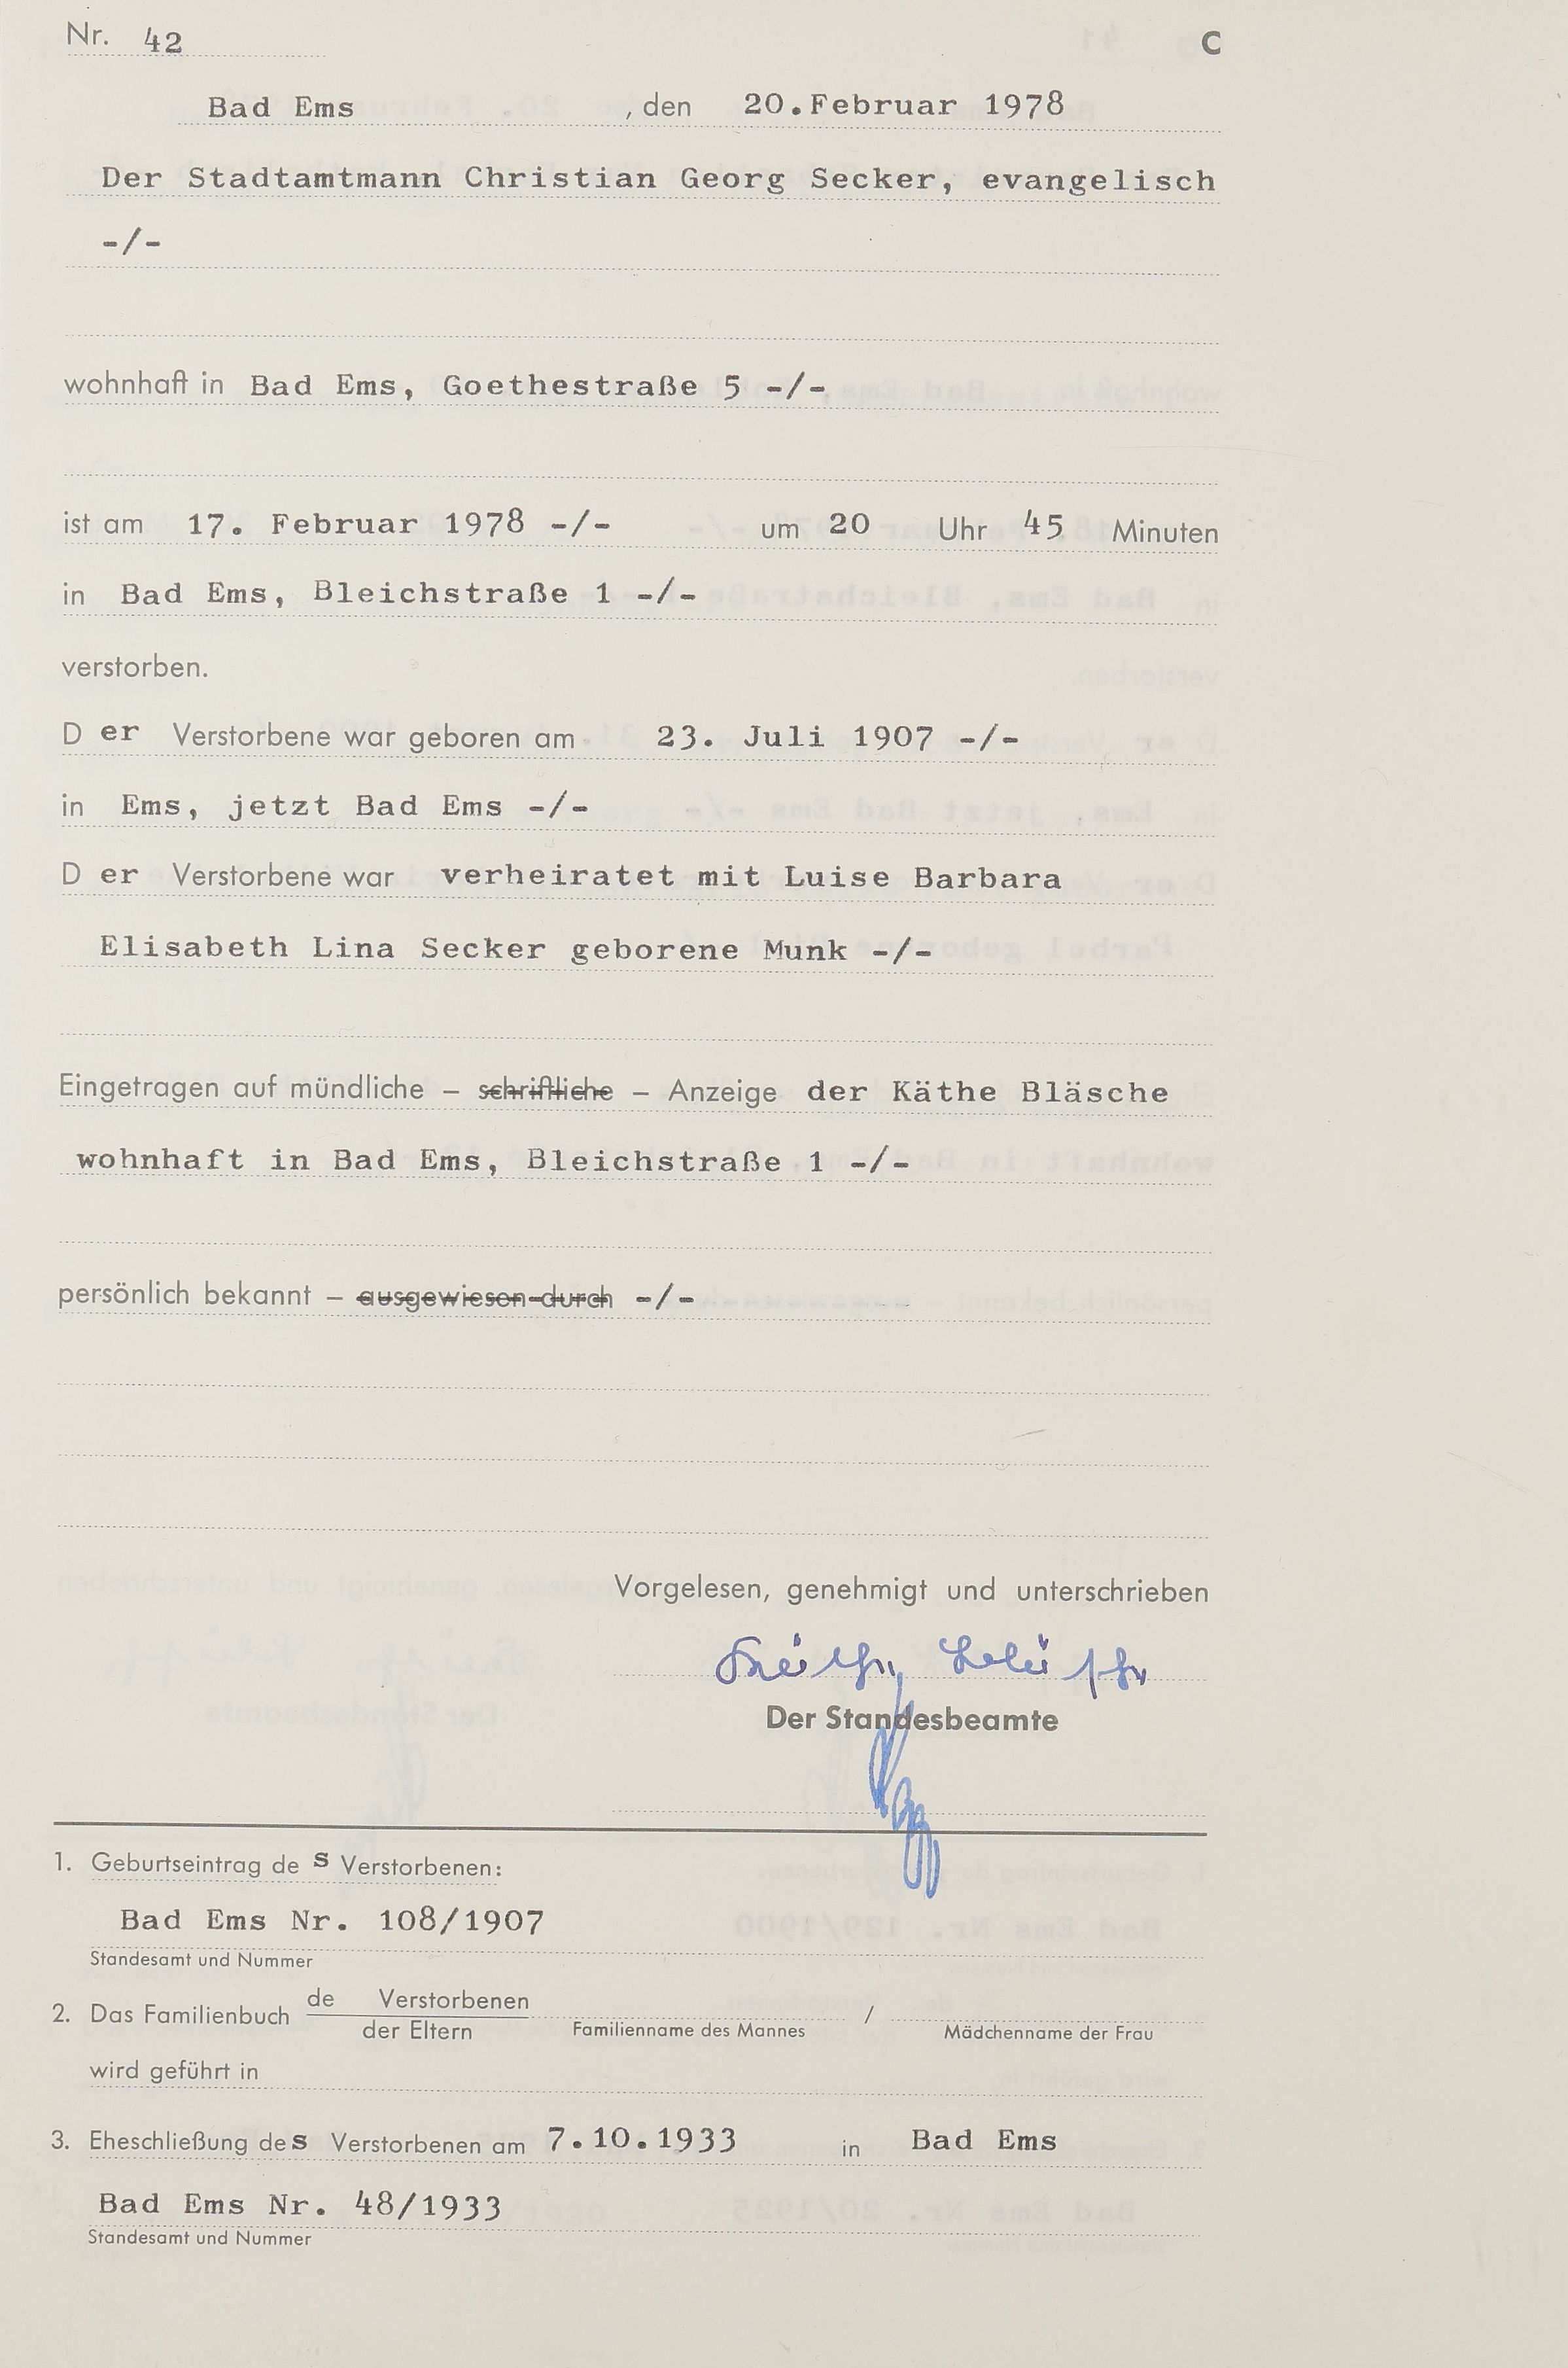 Nr. 42 C
Bad Ems , den 20.Februar 1978
Der Stadtamtmann Christian Georg Secker, evangelisch
-/-
wohnhaft in Bad Ems, Goethestraße 5 -/-
ist am 17. Februar 1978 -/- um 20 Uhr 45 Minuten
in Bad Ems, Bleichstraße 1 -/-
verstorben.
D er Verstorbene war geboren am 23. Juli 1907 -/-
in Ems, jetzt Bad Ems -/-
D er Verstorbene war verheiratet mit Luise Barbara
Elisabeth Lina Secker geborene Munk -/-
Eingetragen auf mündliche – schriftliche – Anzeige der Käthe Bläsche
wohnhaft in Bad Ems, Bleichstraße 1 -/-
persönlich bekannt – ausgewiesen durch -/-
Vorgelesen, genehmigt und unterschrieben
Käthe Bläsche
Der Standesbeamte
1. Geburtseintrag de s Verstorbenen:
Bad Ems Nr. 108/1907
Standesamt und Nummer
de Verstorbenen
2. Das Familienbuch /
der Eltern Familienname des Mannes Mädchenname der Frau
wird geführt in
3. Eheschließung des Verstorbenen am 7.10.1933 in Bad Ems
Bad Ems Nr. 48/1933
Standesamt und Nummer